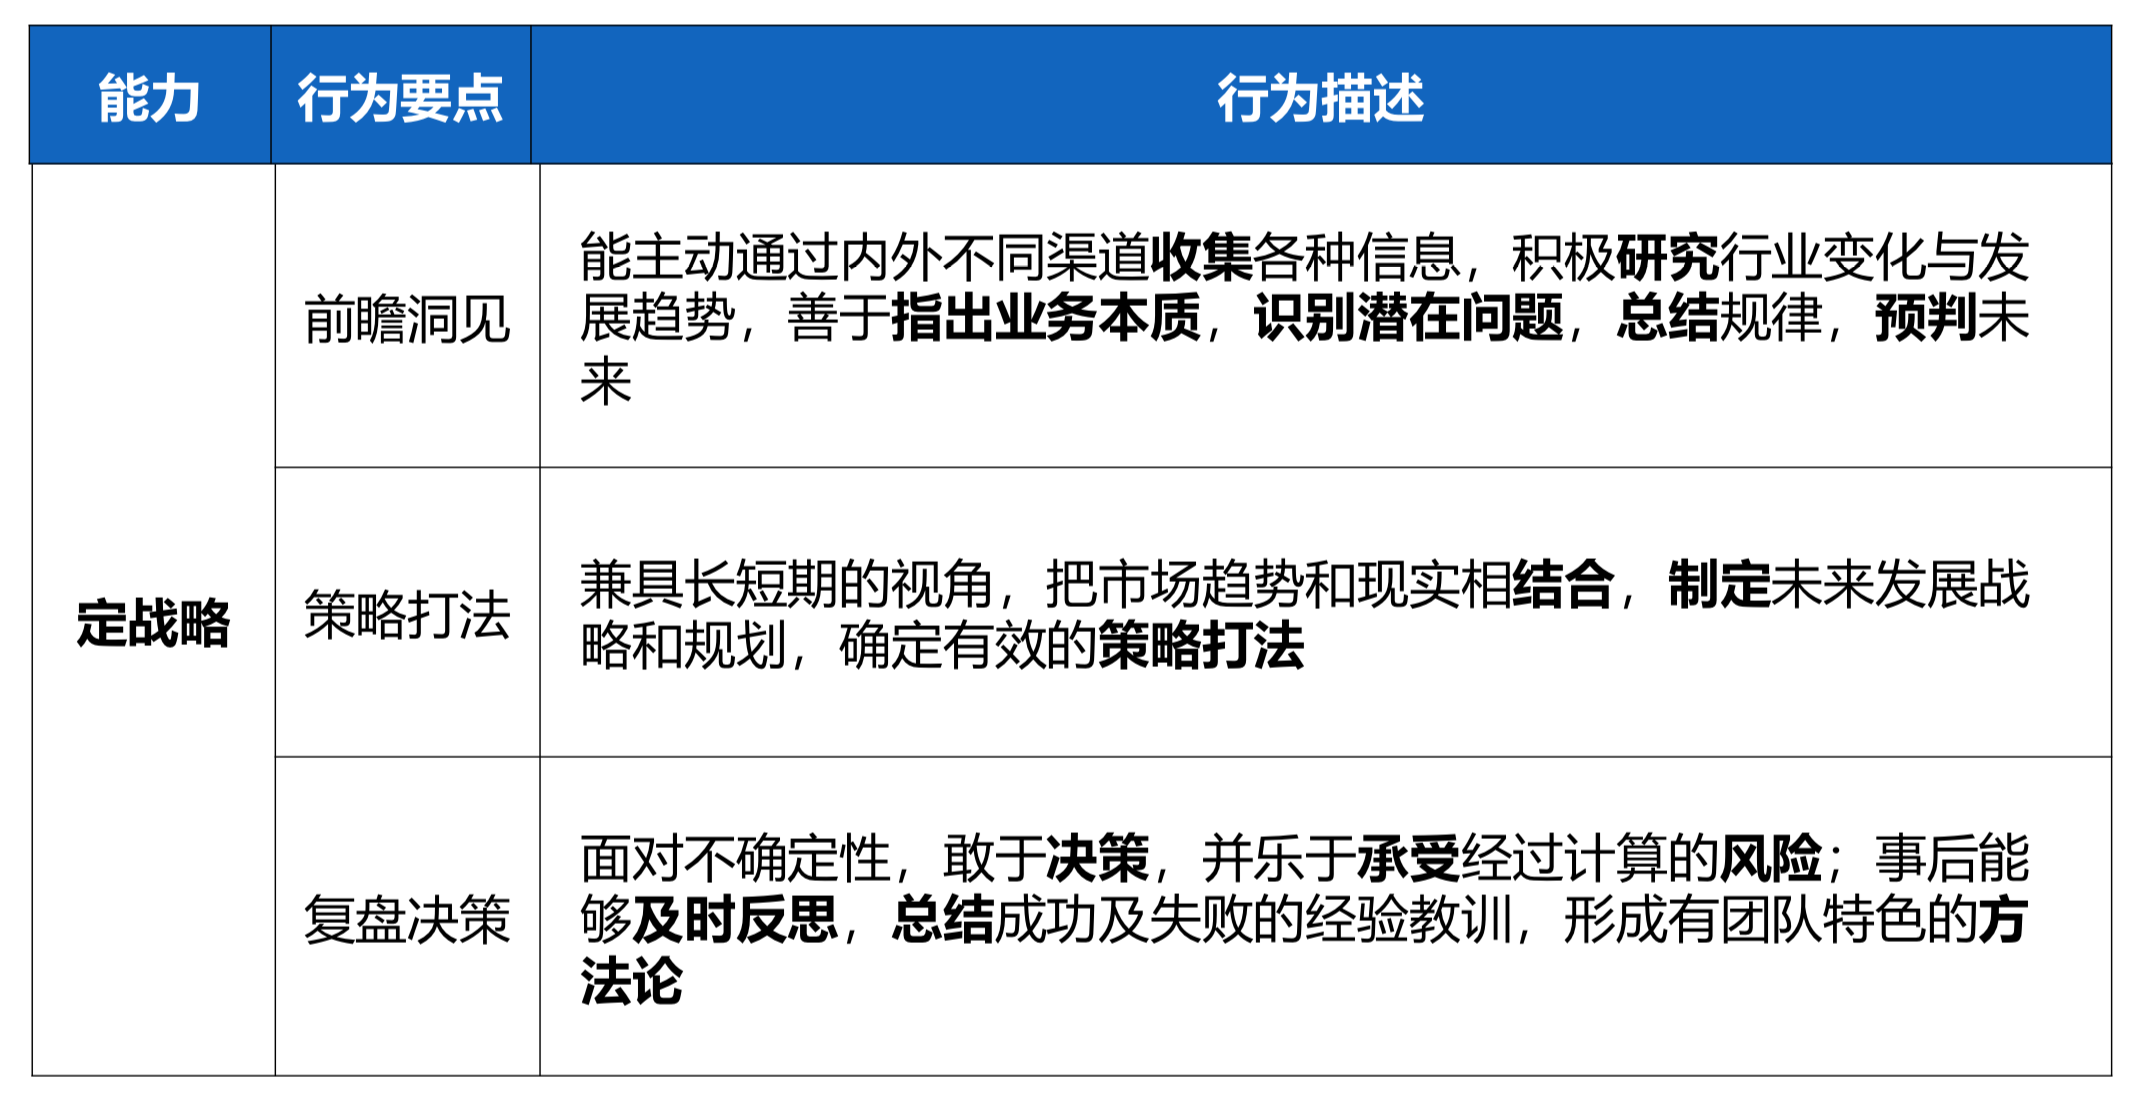 能力
行为要点
行为描述
定战略
前瞻洞见
能主动通过内外不同渠道收集各种信息，积极研究行业变化与发
展趋势，善于指出业务本质，识别潜在问题，总结规律，预判未
来
策略打法
兼具长短期的视角，把市场趋势和现实相结合，制定未来发展战
略和规划，确定有效的策略打法
复盘决策
面对不确定性，敢于决策，并乐于承受经过计算的风险；事后能
够及时反思，总结成功及失败的经验教训，形成有团队特色的方
法论